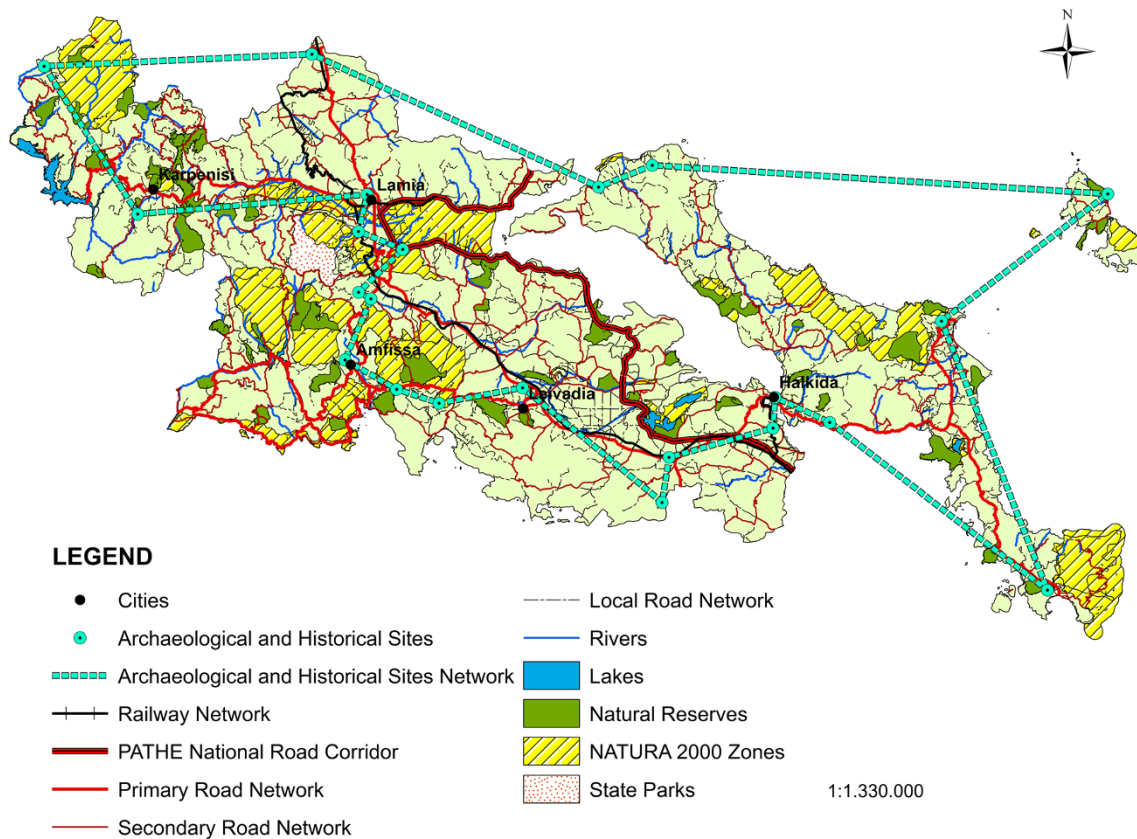 N
Karpenisi
Lamia
Amfissa
Leivadia
Halkida
LEGEND
Cities
Archaeological and Historical Sites
Archaeological and Historical Sites Network
Railway Network
PATHE National Road Corridor
Primary Road Network
Secondary Road Network
Local Road Network
Rivers
Lakes
Natural Reserves
NATURA 2000 Zones
State Parks
1:1.330.000